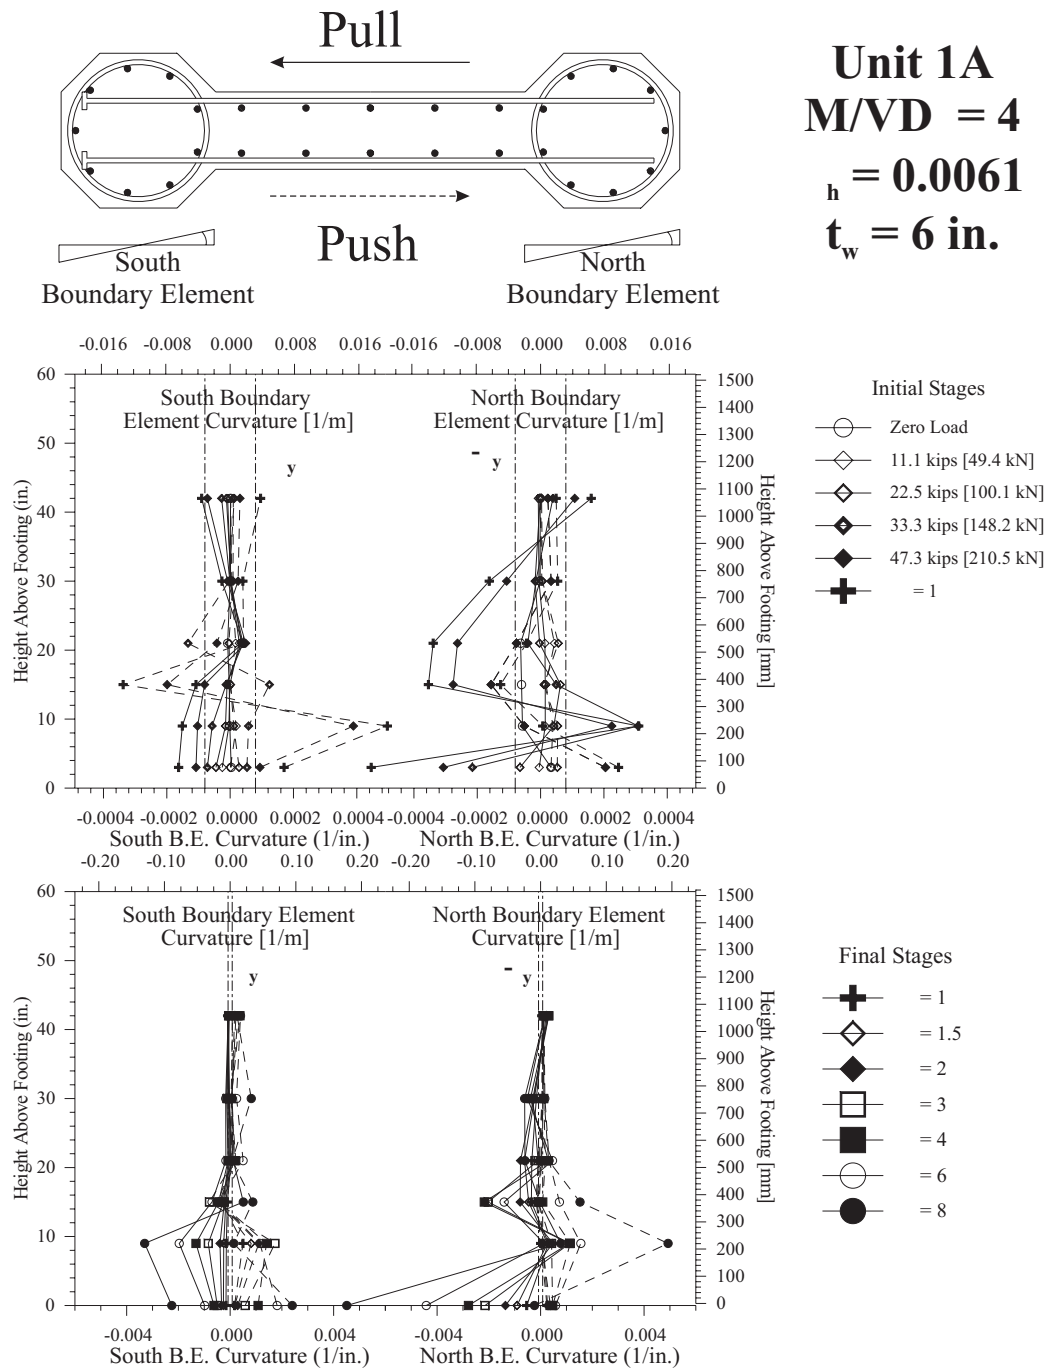 Pull
Push
South
Boundary Element
North
Boundary Element
Unit 1A
M/VD = 4
h = 0.0061
tw = 6 in.
-0.016 -0.008 0.000 0.008 0.016 -0.016 -0.008 0.000 0.008 0.016
South Boundary
Element Curvature [1/m]
North Boundary
Element Curvature [1/m]
y
- y
60
50
40
30
20
10
0
Height Above Footing (in.)
1500
1400
1300
1200
1100
1000
900
800
700
600
500
400
300
200
100
0
Height Above Footing [mm]
-0.0004 -0.0002 0.0000 0.0002 0.0004 -0.0002 0.0000 0.0002 0.0004
South B.E. Curvature (1/in.)
North B.E. Curvature (1/in.)
Initial Stages
Zero Load
11.1 kips [49.4 kN]
22.5 kips [100.1 kN]
33.3 kips [148.2 kN]
47.3 kips [210.5 kN]
= 1
-0.20 -0.10 0.00 0.10 0.20 -0.20 -0.10 0.00 0.10 0.20
South Boundary Element
Curvature [1/m]
North Boundary Element
Curvature [1/m]
y
- y
60
50
40
30
20
10
0
Height Above Footing (in.)
1500
1400
1300
1200
1100
1000
900
800
700
600
500
400
300
200
100
0
Height Above Footing [mm]
-0.004 0.000 0.004 -0.004 0.000 0.004
South B.E. Curvature (1/in.)
North B.E. Curvature (1/in.)
Final Stages
= 1
= 1.5
= 2
= 3
= 4
= 6
= 8